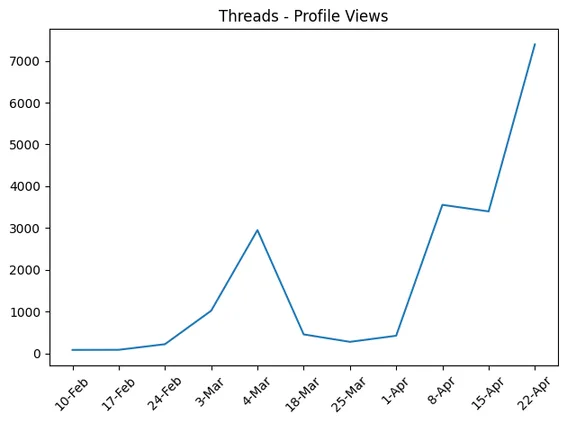 Threads - Profile Views
7000
6000
5000
4000
3000
2000
1000
0
10-Feb
17-Feb
24-Feb
3-Mar
4-Mar
18-Mar
25-Mar
1-Apr
8-Apr
15-Apr
22-Apr